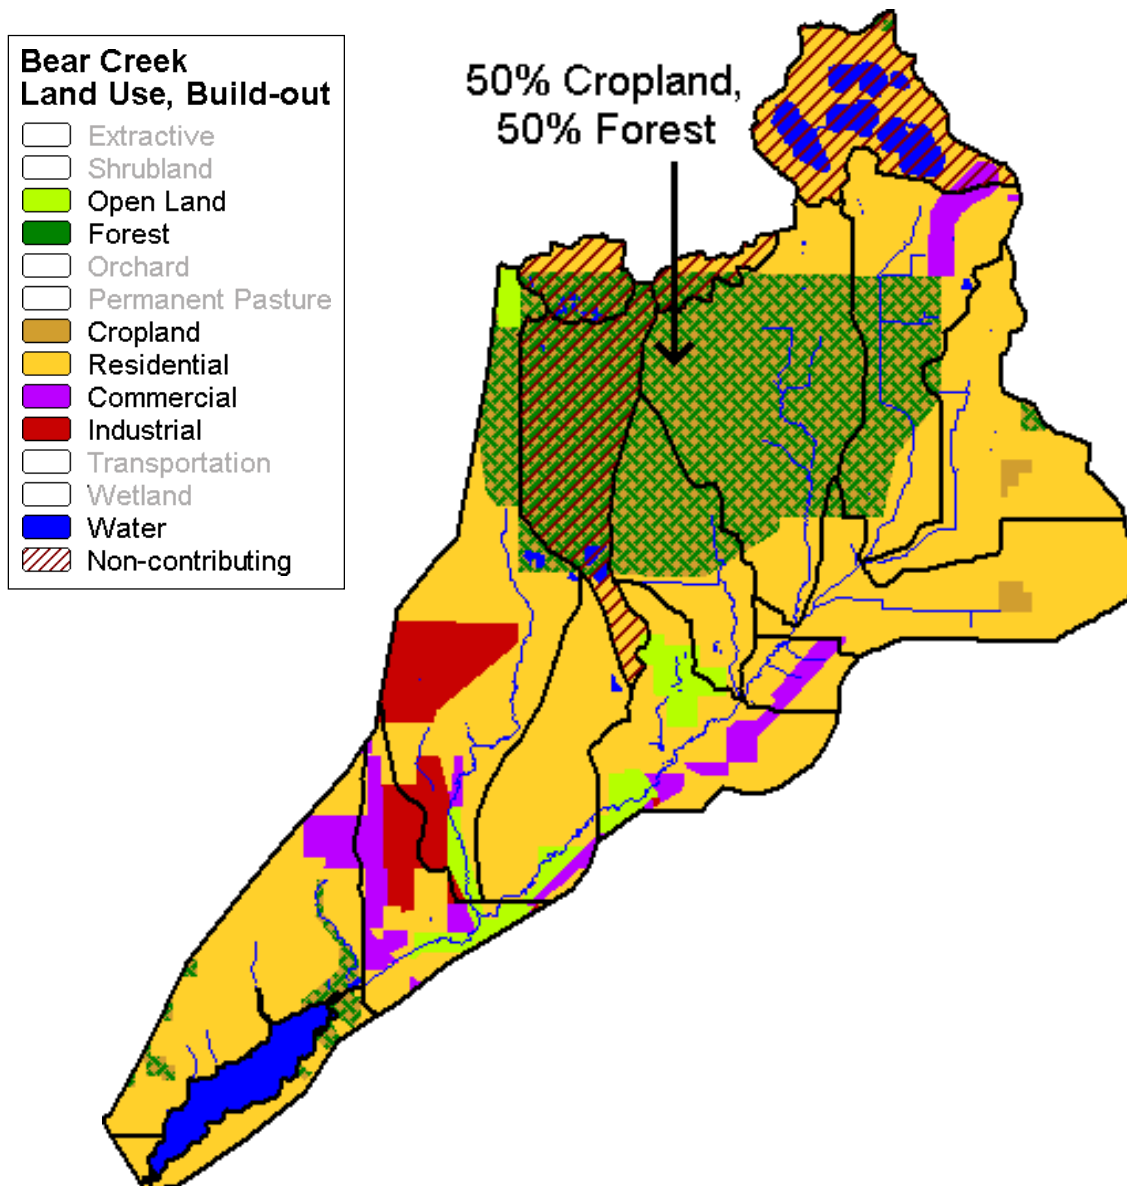 Bear Creek
Land Use, Build-out
Extractive
Shrubland
Open Land
Forest
Orchard
Permanent Pasture
Cropland
Residential
Commercial
Industrial
Transportation
Wetland
Water
Non-contributing
50% Cropland,
50% Forest